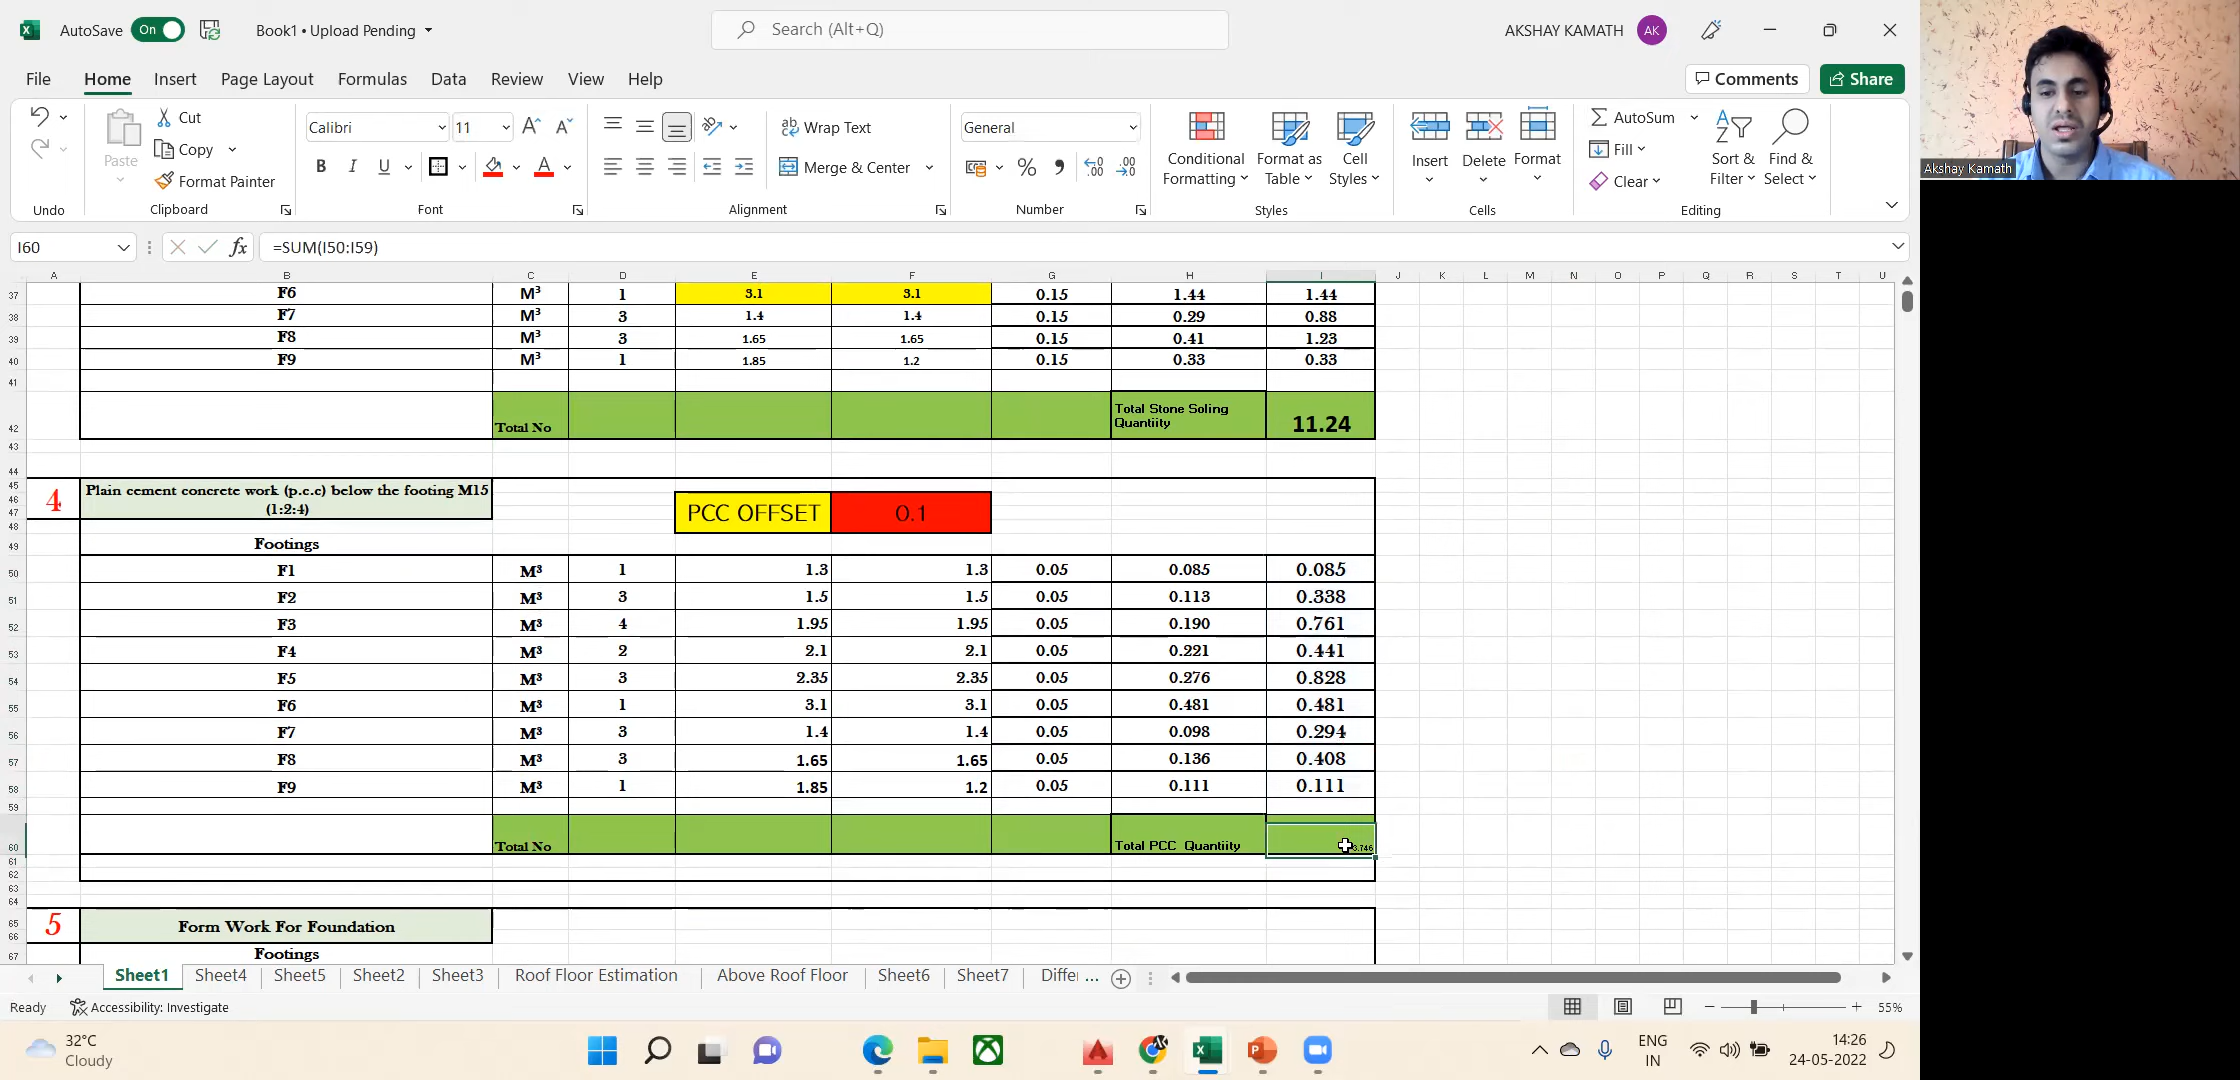 AutoSave On Book1 • Upload Pending Search (Alt+Q) AKSHAY KAMATH AK
File Home Insert Page Layout Formulas Data Review View Help Comments Share
Cut Calibri 11 Wrap Text General AutoSum
Paste Copy Merge & Center Conditional Formatting Format as Table Cell Styles Insert Delete Format Fill Sort & Filter Find & Select
Format Painter Clear
Undo Clipboard Font Alignment Number Styles Cells Editing
I60 fx =SUM(I50:I59)
A B C D E F G H I J K L M N O P Q R S T U
37 F6 M³ 1 3.1 3.1 0.15 1.44 1.44
38 F7 M³ 3 1.4 1.4 0.15 0.29 0.88
39 F8 M³ 3 1.65 1.65 0.15 0.41 1.23
40 F9 M³ 1 1.85 1.2 0.15 0.33 0.33
41
42 Total No Total Stone Soling Quantiity 11.24
43
44
45 4 Plain cement concrete work (p.c.c) below the footing M15
46 (1:2:4) PCC OFFSET 0.1
47
48
49 Footings
50 F1 M³ 1 1.3 1.3 0.05 0.085 0.085
51 F2 M³ 3 1.5 1.5 0.05 0.113 0.338
52 F3 M³ 4 1.95 1.95 0.05 0.190 0.761
53 F4 M³ 2 2.1 2.1 0.05 0.221 0.441
54 F5 M³ 3 2.35 2.35 0.05 0.276 0.828
55 F6 M³ 1 3.1 3.1 0.05 0.481 0.481
56 F7 M³ 3 1.4 1.4 0.05 0.098 0.294
57 F8 M³ 3 1.65 1.65 0.05 0.136 0.408
58 F9 M³ 1 1.85 1.2 0.05 0.111 0.111
59
60 Total No Total PCC Quantiity 3.746
61
62
63
64
65 5 Form Work For Foundation
66
67 Footings
Sheet1 Sheet4 Sheet5 Sheet2 Sheet3 Roof Floor Estimation Above Roof Floor Sheet6 Sheet7 Differ ...
Ready Accessibility: Investigate 55%
32°C
Cloudy
ENG
IN
14:26
24-05-2022
Akshay Kamath